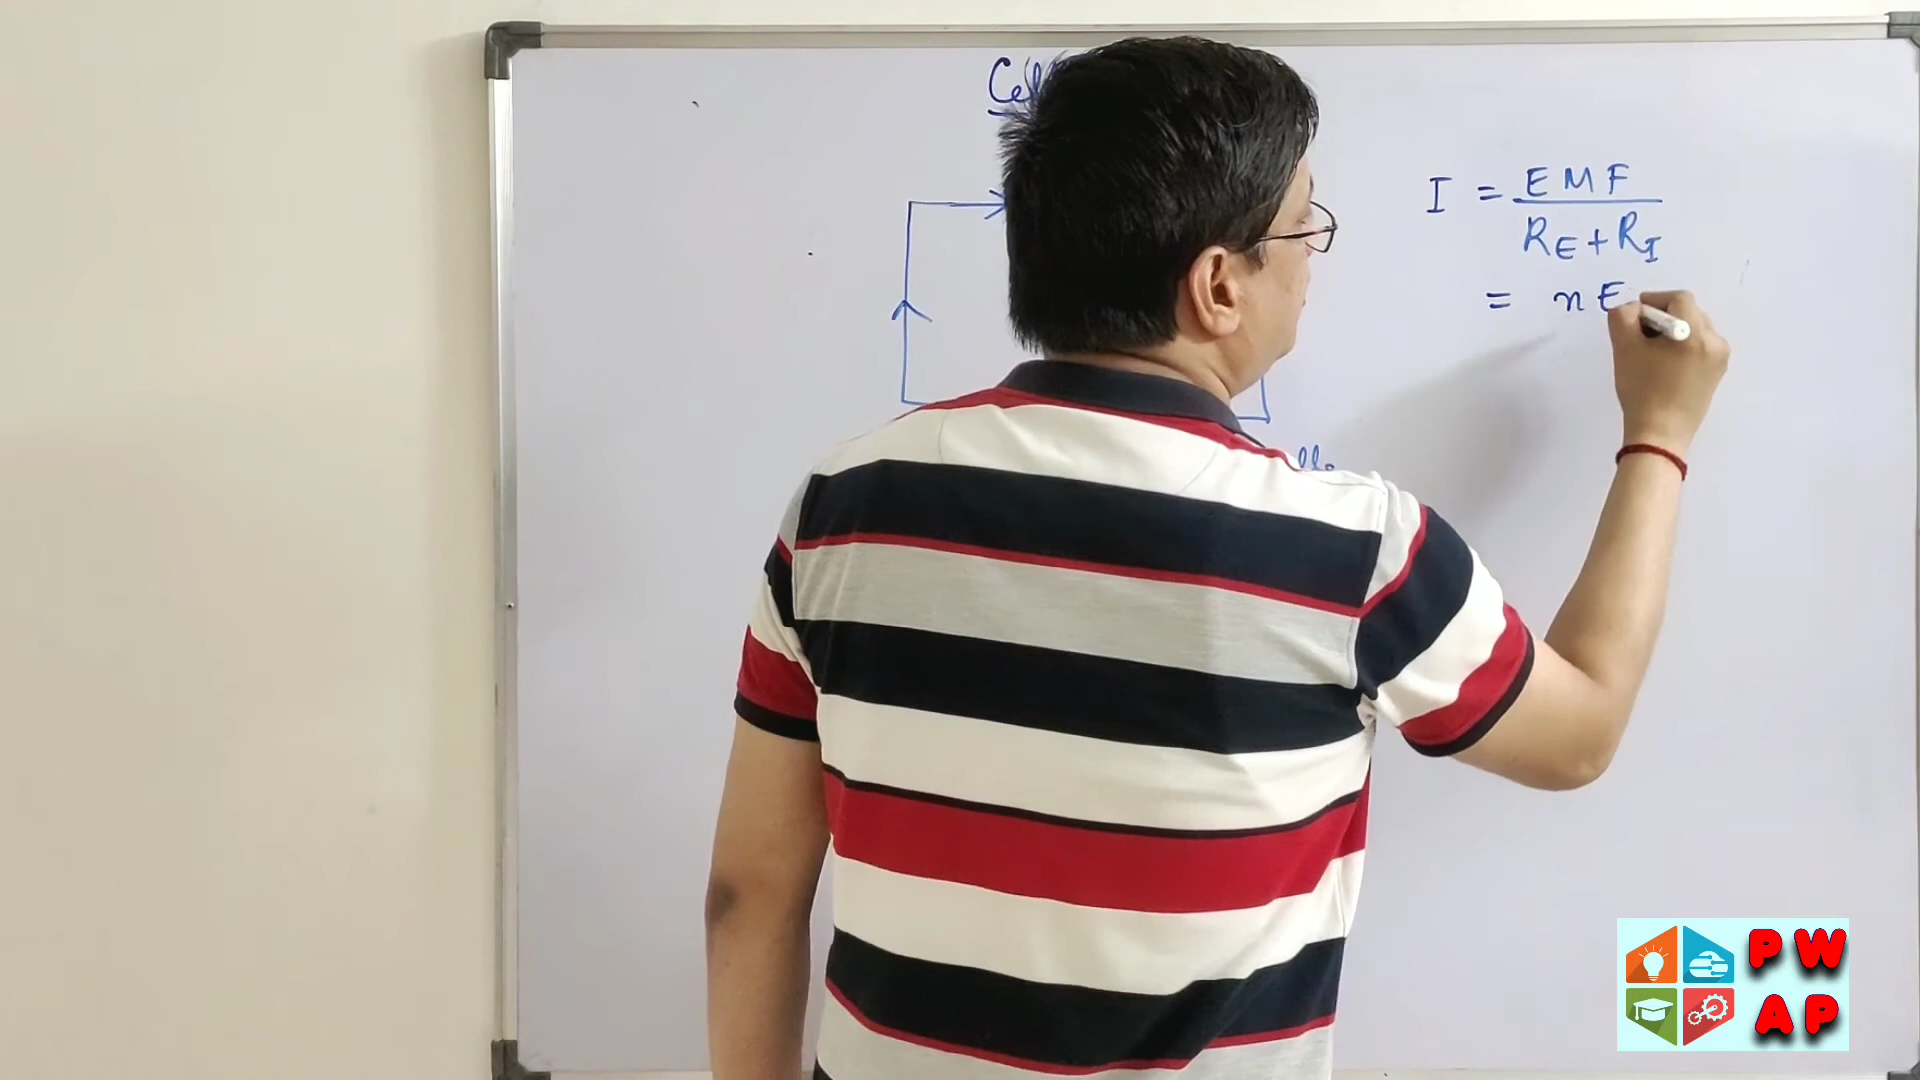 I = EMF
RE + RI
= nE
PW
AP